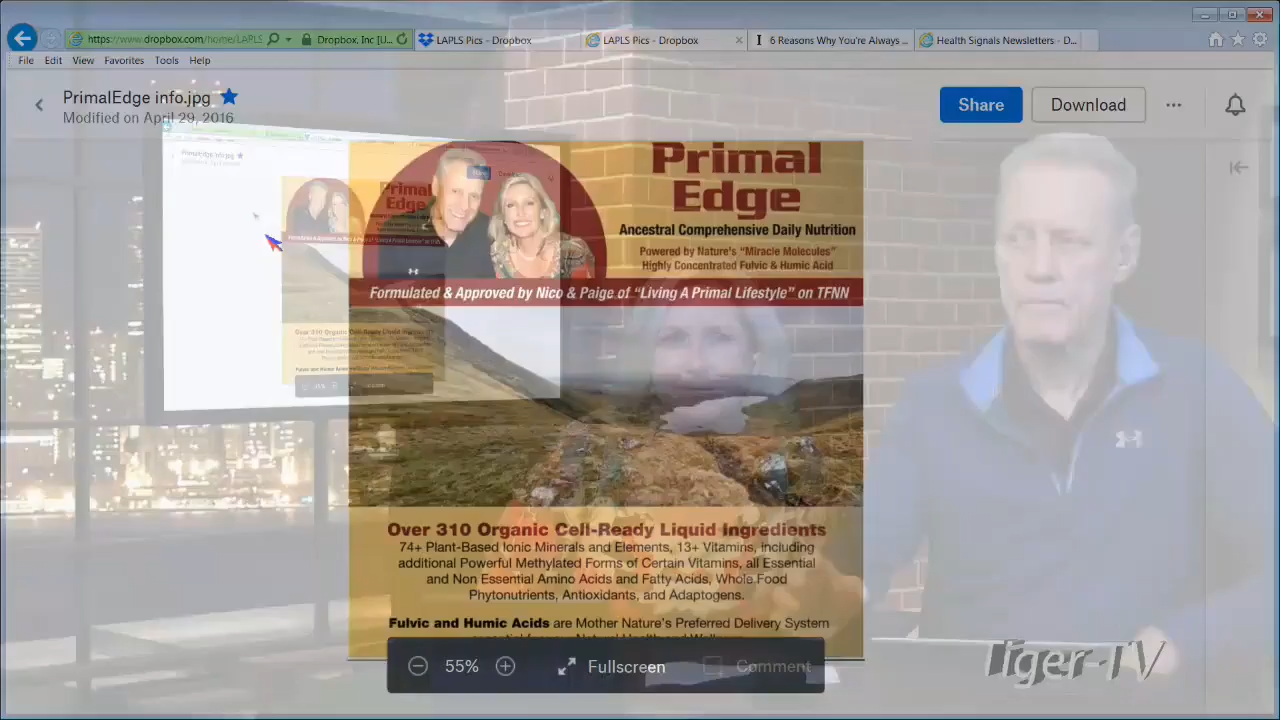 https://www.dropbox.com/home/LAPLS
Dropbox, Inc [U...
LAPLS Pics - Dropbox
LAPLS Pics - Dropbox
6 Reasons Why You're Always ...
Health Signals Newsletters - D...
File Edit View Favorites Tools Help
PrimalEdge info.jpg
Modified on April 29, 2016
Share
Download
Primal
Edge
Ancestral Comprehensive Daily Nutrition
Powered by Nature's "Miracle Molecules"
Highly Concentrated Fulvic & Humic Acid
Formulated & Approved by Nico & Paige of "Living A Primal Lifestyle" on TFNN
PrimalEdge info.jpg
Primal
Edge
Over 310 Organic Cell-Ready Liquid Ingredients
74+ Plant-Based Ionic Minerals and Elements, 13+ Vitamins, including
additional Powerful Methylated Forms of Certain Vitamins, all Essential
and Non Essential Amino Acids and Fatty Acids, Whole Food
Phytonutrients, Antioxidants, and Adaptogens.
Fulvic and Humic Acids are Mother Nature's Preferred Delivery System
55%
Fullscreen
Comment
Tiger-TV